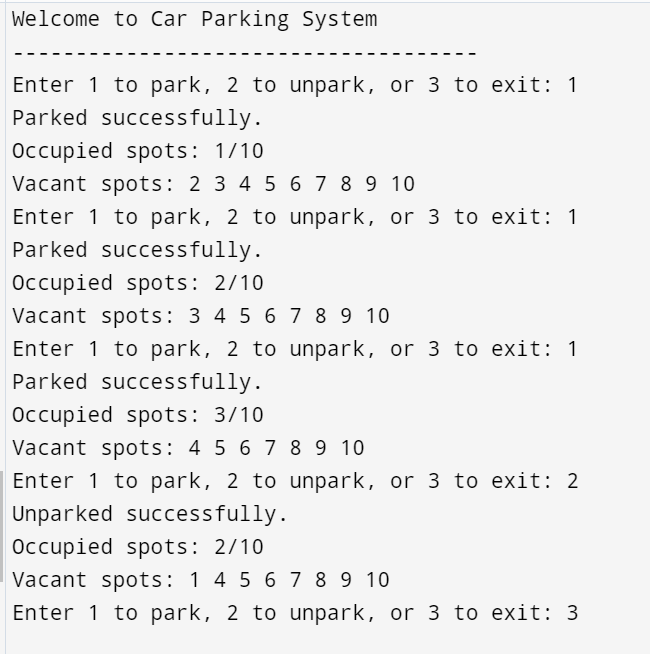 Welcome to Car Parking System
-------------------------------------
Enter 1 to park, 2 to unpark, or 3 to exit: 1
Parked successfully.
Occupied spots: 1/10
Vacant spots: 2 3 4 5 6 7 8 9 10
Enter 1 to park, 2 to unpark, or 3 to exit: 1
Parked successfully.
Occupied spots: 2/10
Vacant spots: 3 4 5 6 7 8 9 10
Enter 1 to park, 2 to unpark, or 3 to exit: 1
Parked successfully.
Occupied spots: 3/10
Vacant spots: 4 5 6 7 8 9 10
Enter 1 to park, 2 to unpark, or 3 to exit: 2
Unparked successfully.
Occupied spots: 2/10
Vacant spots: 1 4 5 6 7 8 9 10
Enter 1 to park, 2 to unpark, or 3 to exit: 3